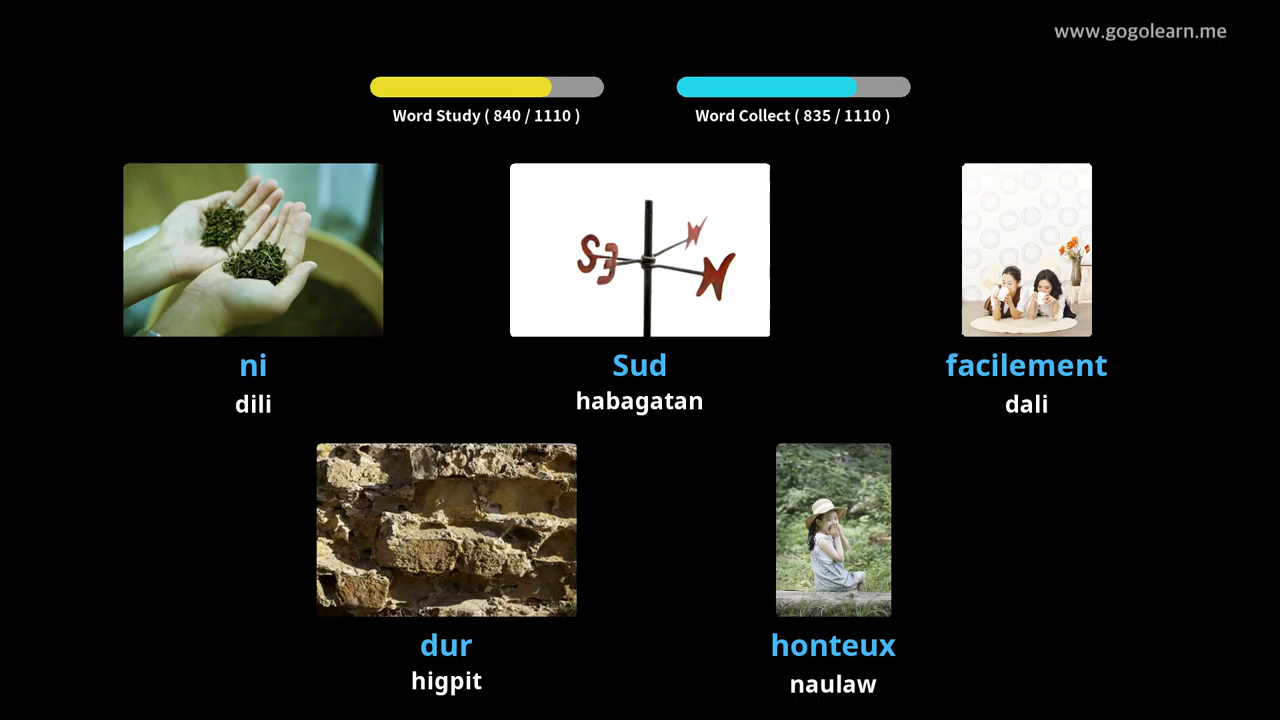 www.gogolearn.me
Word Study ( 840 / 1110 )
Word Collect ( 835 / 1110 )
S
E
W
N
ni
dili
Sud
habagatan
facilement
dali
dur
higpit
honteux
naulaw